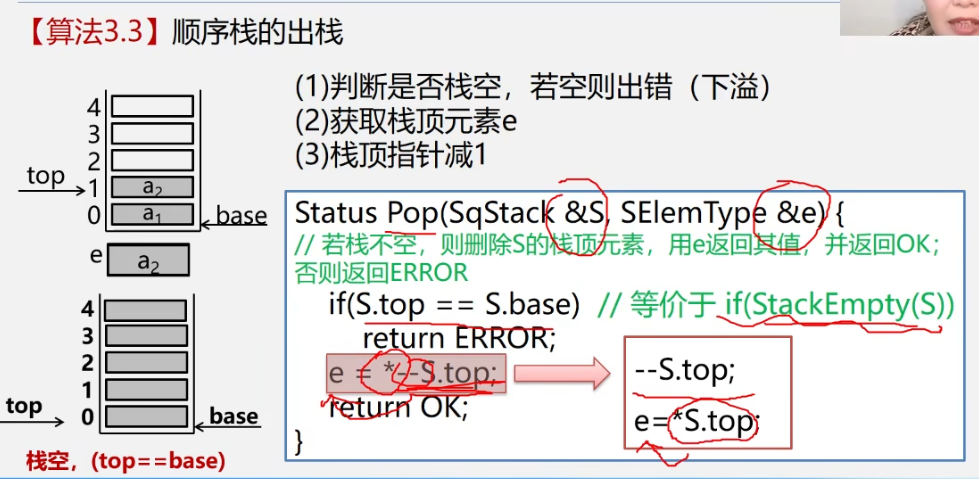 【算法3.3】顺序栈的出栈
(1)判断是否栈空，若空则出错（下溢）
(2)获取栈顶元素e
(3)栈顶指针减1
4
3
2
top
1
a2
0
a1
base
e
a2
Status Pop(SqStack &S, SElemType &e) {
// 若栈不空，则删除S的栈顶元素，用e返回其值，并返回OK；
否则返回ERROR
if(S.top == S.base) // 等价于 if(StackEmpty(S))
return ERROR;
e = *--S.top;
return OK;
}
--S.top;
e=*S.top;
4
3
2
1
top
0
base
栈空，(top==base)